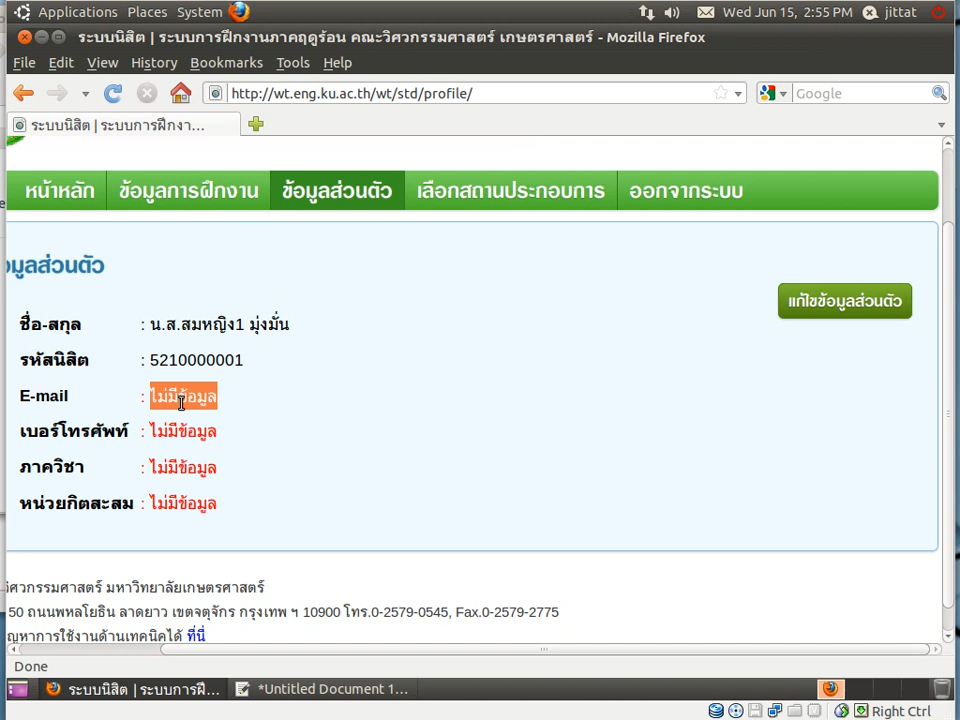 Applications Places System Wed Jun 15, 2:55 PM jittat
ระบบนิสิต | ระบบการฝึกงานภาคฤดูร้อน คณะวิศวกรรมศาสตร์ เกษตรศาสตร์ - Mozilla Firefox
File Edit View History Bookmarks Tools Help
http://wt.eng.ku.ac.th/wt/std/profile/ Google
ระบบนิสิต | ระบบการฝึกงา...
หน้าหลัก ข้อมูลการฝึกงาน ข้อมูลส่วนตัว เลือกสถานประกอบการ ออกจากระบบ
อมูลส่วนตัว
แก้ไขข้อมูลส่วนตัว
ชื่อ-สกุล : น.ส.สมหญิง1 มุ่งมั่น
รหัสนิสิต : 5210000001
E-mail : ไม่มีข้อมูล
เบอร์โทรศัพท์ : ไม่มีข้อมูล
ภาควิชา : ไม่มีข้อมูล
หน่วยกิตสะสม : ไม่มีข้อมูล
วิศวกรรมศาสตร์ มหาวิทยาลัยเกษตรศาสตร์
50 ถนนพหลโยธิน ลาดยาว เขตจตุจักร กรุงเทพ ฯ 10900 โทร.0-2579-0545, Fax.0-2579-2775
ญหาการใช้งานด้านเทคนิคได้ ที่นี่
Done
ระบบนิสิต | ระบบการฝึ... *Untitled Document 1...
Right Ctrl